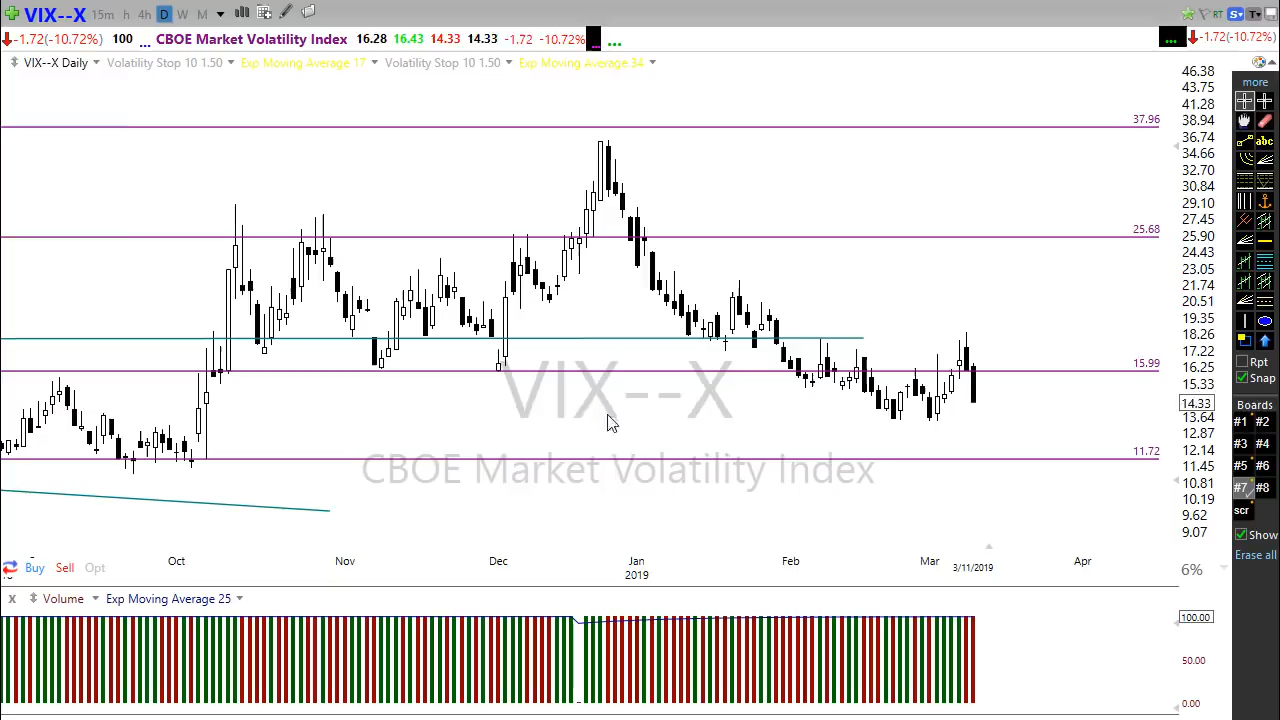 VIX--X 15m h 4h D W M
-1.72(-10.72%) 100 ... CBOE Market Volatility Index 16.28 16.43 14.33 14.33 -1.72 -10.72% ... ...
RT S T
... -1.72(-10.72%)
VIX--X Daily Volatility Stop 10 1.50 Exp Moving Average 17 Volatility Stop 10 1.50 Exp Moving Average 34
46.38
43.75
41.28
38.94
36.74
34.66
32.70
30.84
29.10
27.45
25.90
24.43
23.05
21.74
20.51
19.35
18.26
17.22
16.25
15.33
14.33
13.64
12.87
12.14
11.45
10.81
10.19
9.62
9.07
37.96
25.68
15.99
11.72
VIX--X
CBOE Market Volatility Index
Oct Nov Dec Jan Feb Mar Apr
2019 3/11/2019
Buy Sell Opt
6%
X Volume Exp Moving Average 25
100.00
50.00
0.00
more
abc
Rpt
Snap
Boards
#1 #2
#3 #4
#5 #6
#7 #8
scr
Show
Erase all